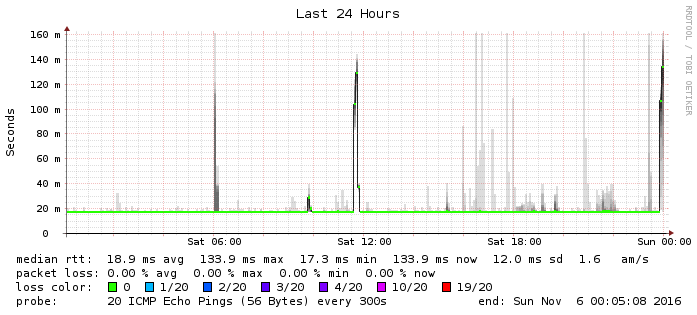 Last 24 Hours
RRDTOOL / TOBI OETIKER
Seconds
160 m
140 m
120 m
100 m
80 m
60 m
40 m
20 m
0
Sat 06:00 Sat 12:00 Sat 18:00 Sun 00:00
median rtt: 18.9 ms avg 133.9 ms max 17.3 ms min 133.9 ms now 12.0 ms sd 1.6 am/s
packet loss: 0.00 % avg 0.00 % max 0.00 % min 0.00 % now
loss color: 0 1/20 2/20 3/20 4/20 10/20 19/20
probe: 20 ICMP Echo Pings (56 Bytes) every 300s end: Sun Nov 6 00:05:08 2016